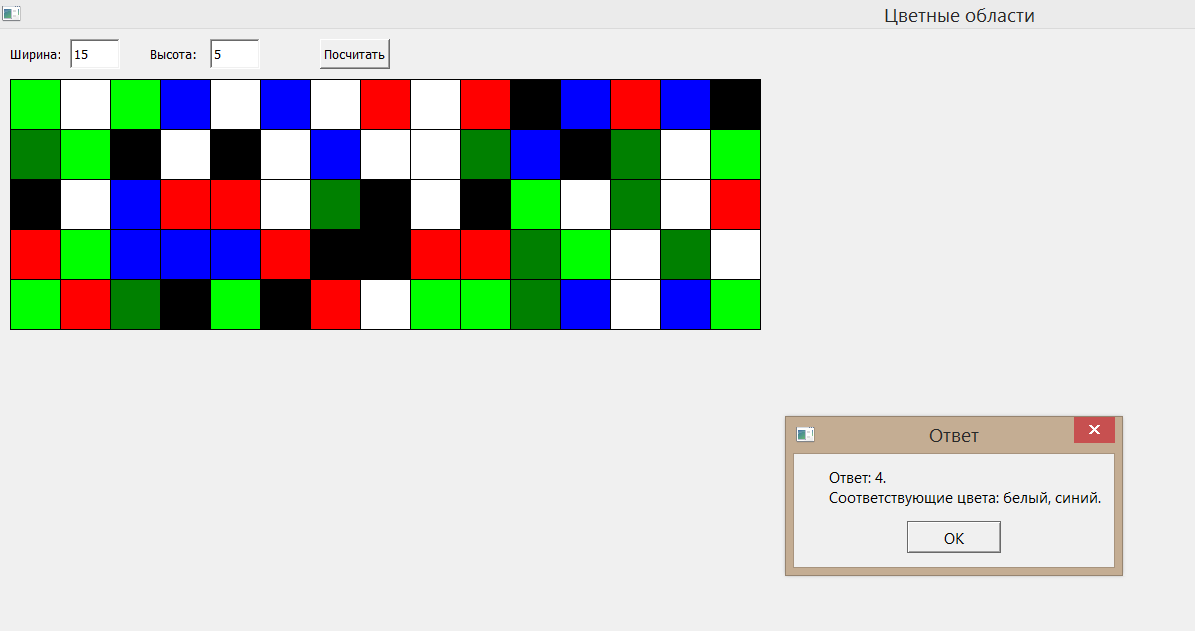 Цветные области
Ширина: 15 Высота: 5 Посчитать
Ответ
Ответ: 4.
Соответствующие цвета: белый, синий.
OK